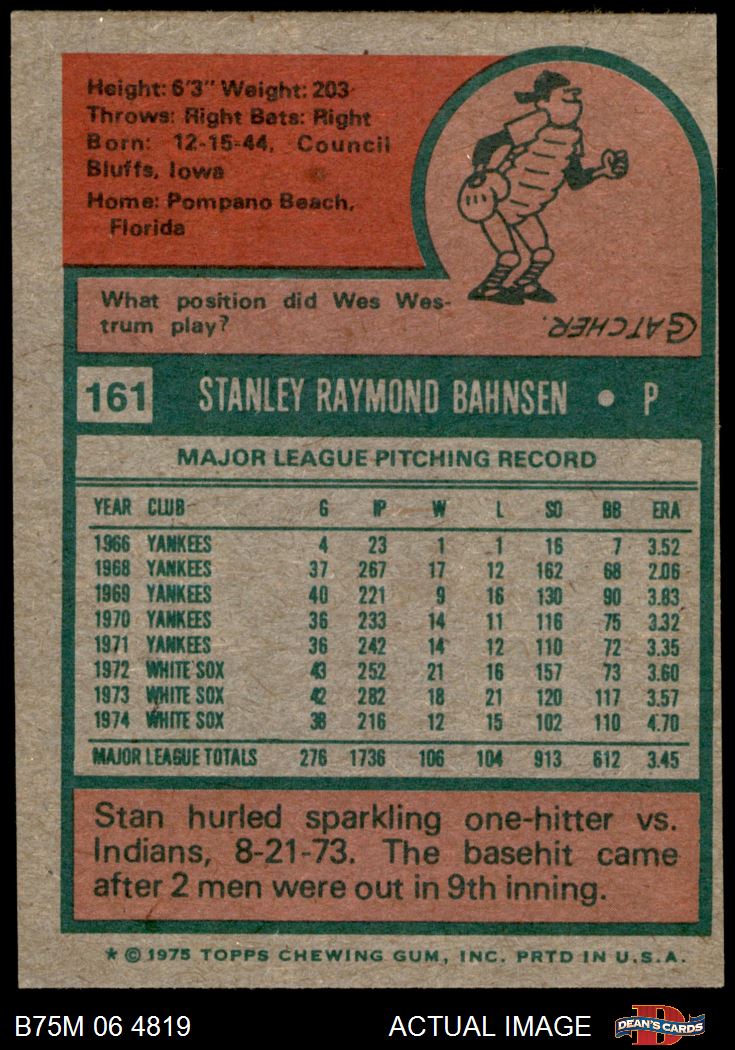 Height: 6'3" Weight: 203
Throws: Right Bats: Right
Born: 12-15-44, Council
Bluffs, Iowa
Home: Pompano Beach,
Florida
What position did Wes Wes-
trum play?
CATCHER.
161 STANLEY RAYMOND BAHNSEN • P
MAJOR LEAGUE PITCHING RECORD
YEAR CLUB G IP W L SO BB ERA
1966 YANKEES 4 23 1 1 16 7 3.52
1968 YANKEES 37 267 17 12 162 68 2.06
1969 YANKEES 40 221 9 16 130 90 3.83
1970 YANKEES 36 233 14 11 116 75 3.32
1971 YANKEES 36 242 14 12 110 72 3.35
1972 WHITE SOX 43 252 21 16 157 73 3.60
1973 WHITE SOX 42 282 18 21 120 117 3.57
1974 WHITE SOX 38 216 12 15 102 110 4.70
MAJOR LEAGUE TOTALS 276 1736 106 104 913 612 3.45
Stan hurled sparkling one-hitter vs.
Indians, 8-21-73. The basehit came
after 2 men were out in 9th inning.
* © 1975 TOPPS CHEWING GUM, INC. PRTD IN U.S.A.
B75M 06 4819 ACTUAL IMAGE D DEAN'S CARDS